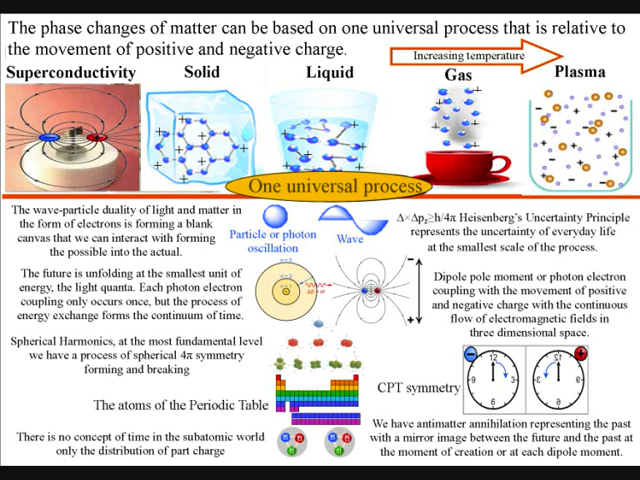 The phase changes of matter can be based on one universal process that is relative to
the movement of positive and negative charge.
Increasing temperature
Superconductivity
Solid
Liquid
Gas
Plasma
One universal process
The wave-particle duality of light and matter in
the form of electrons is forming a blank
canvas that we can interact with forming
the possible into the actual.
Particle or photon
oscillation
Wave
Δ×Δpₓ≥h/4π Heisenberg's Uncertainty Principle
represents the uncertainty of everyday life
at the smallest scale of the process.
The future is unfolding at the smallest unit of
energy, the light quanta. Each photon electron
coupling only occurs once, but the process of
energy exchange forms the continuum of time.
Dipole pole moment or photon electron
coupling with the movement of positive
and negative charge with the continuous
flow of electromagnetic fields in
three dimensional space.
Spherical Harmonics, at the most fundamental level
we have a process of spherical 4π symmetry
forming and breaking
The atoms of the Periodic Table
CPT symmetry
12
3
6
9
12
3
6
9
There is no concept of time in the subatomic world
only the distribution of part charge
We have antimatter annihilation representing the past
with a mirror image between the future and the past at
the moment of creation or at each dipole moment.